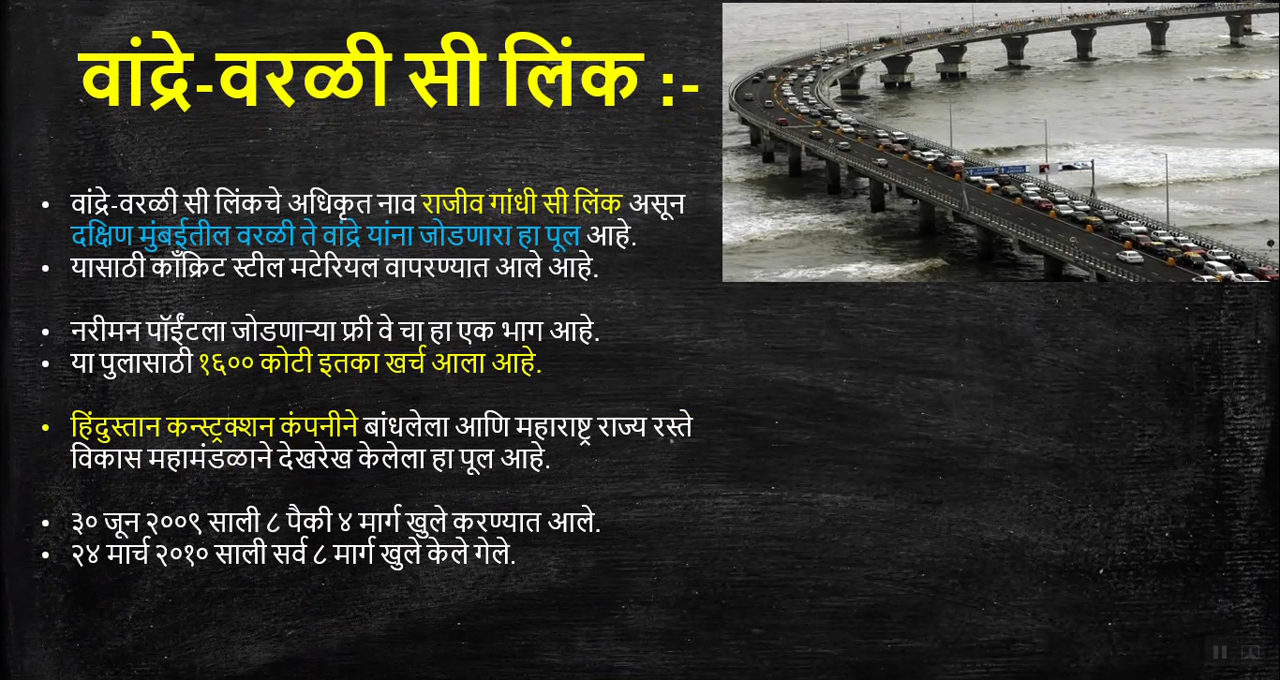 वांद्रे-वरळी सी लिंक :-
• वांद्रे-वरळी सी लिंकचे अधिकृत नाव राजीव गांधी सी लिंक असून
दक्षिण मुंबईतील वरळी ते वांद्रे यांना जोडणारा हा पूल आहे.
• यासाठी काँक्रिट स्टील मटेरियल वापरण्यात आले आहे.
• नरीमन पॉईंटला जोडणाऱ्या फ्री वे चा हा एक भाग आहे.
• या पुलासाठी १६०० कोटी इतका खर्च आला आहे.
• हिंदुस्तान कन्स्ट्रक्शन कंपनीने बांधलेला आणि महाराष्ट्र राज्य रस्ते
विकास महामंडळाने देखरेख केलेला हा पूल आहे.
• ३० जून २००९ साली ८ पैकी ४ मार्ग खुले करण्यात आले.
• २४ मार्च २०१० साली सर्व ८ मार्ग खुले केले गेले.